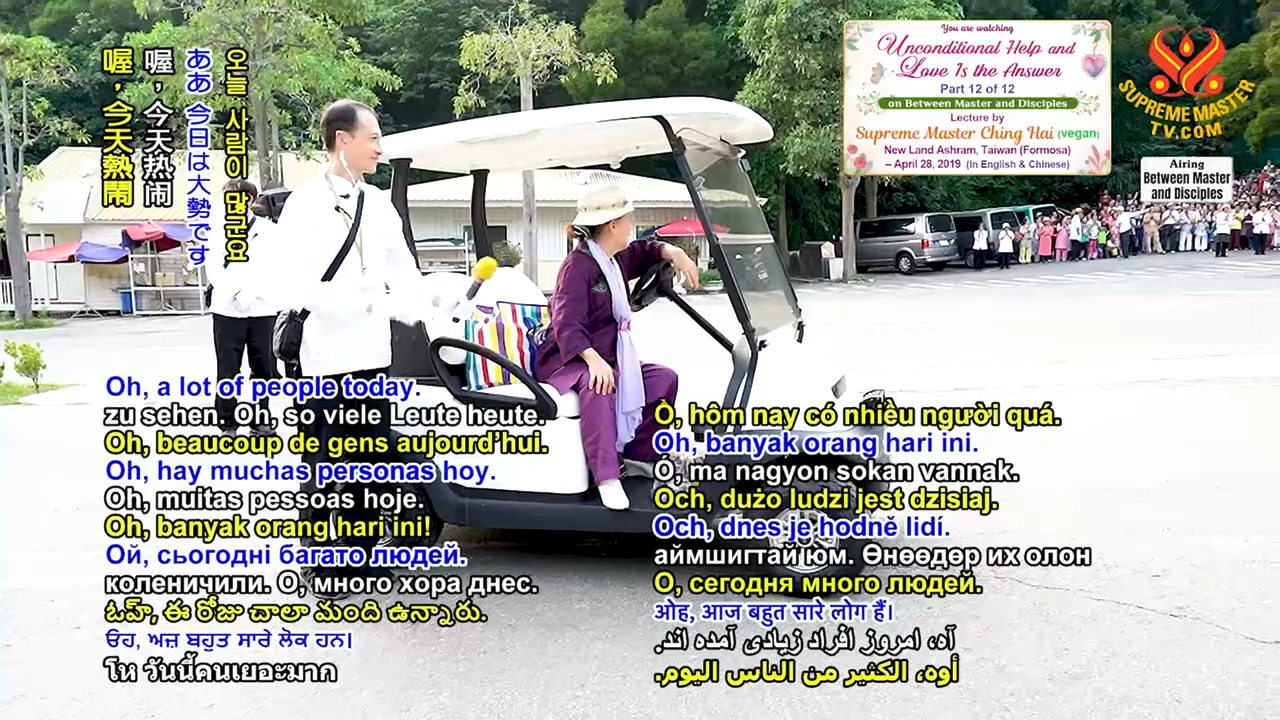 喔，今天熱鬧
喔，今天热闹
ああ 今日は大勢です
오늘 사람이 많군요
You are watching
Unconditional Help and
Love Is the Answer
Part 12 of 12
on Between Master and Disciples
Lecture by
Supreme Master Ching Hai (vegan)
New Land Ashram, Taiwan (Formosa)
– April 28, 2019 (In English & Chinese)
SUPREME MASTER
TV.COM
Airing
Between Master
and Disciples
Oh, a lot of people today.
zu sehen. Oh, so viele Leute heute.
Oh, beaucoup de gens aujourd’hui.
Oh, hay muchas personas hoy.
Oh, muitas pessoas hoje.
Oh, banyak orang hari ini!
Ой, сьогодні багато людей.
коленичили. О, много хора днес.
ఓహ్, ఈ రోజు చాలా మంది ఉన్నారు.
ਓਹ, ਅਜ਼ ਬਹੁਤ ਸਾਰੇ ਲੋਕ ਹਨ।
โห วันนี้คนเยอะมาก
Ồ, hôm nay có nhiều người quá.
Oh, banyak orang hari ini.
Ó, ma nagyon sokan vannak.
Och, dużo ludzi jest dzisiaj.
Och, dnes je hodně lidí.
аймшигтай юм. Өнөөдөр их олон
О, сегодня много людей.
ओह, आज बहुत सारे लोग हैं।
آه، امروز افراد زیادی آمده اند.
أوه، الكثير من الناس اليوم.